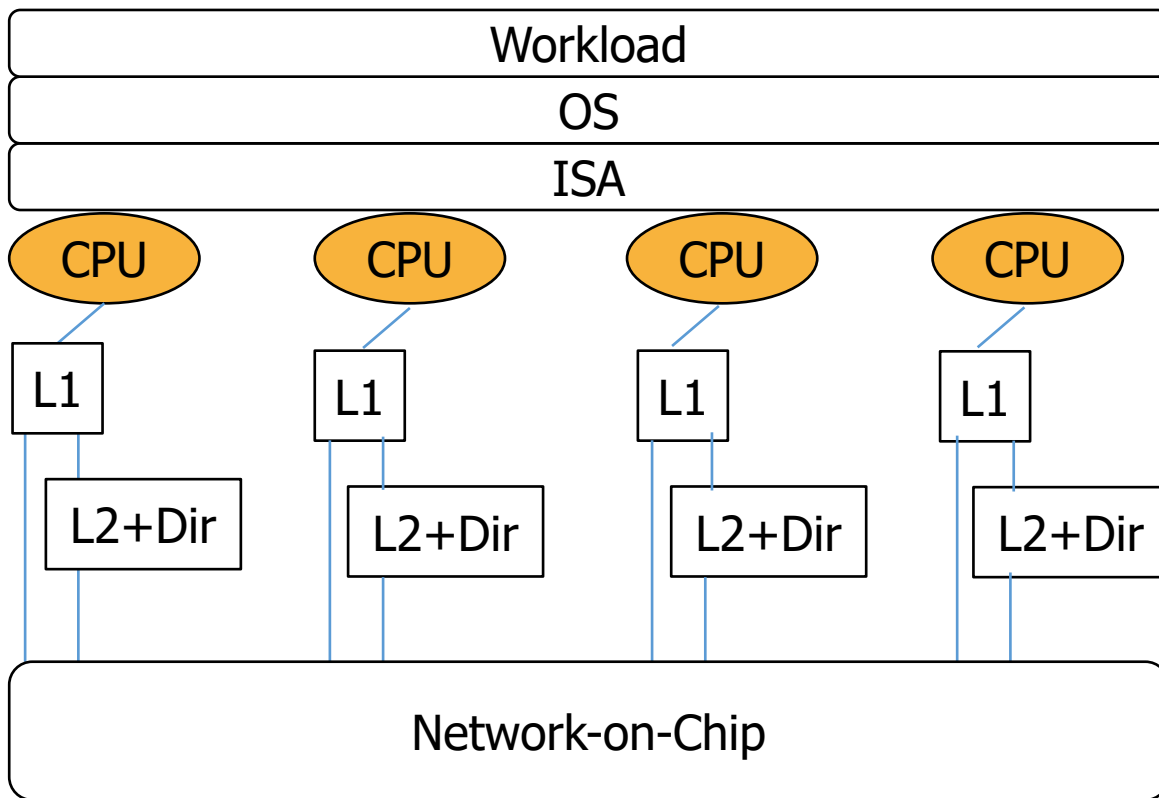 Workload
OS
ISA
CPU CPU CPU CPU
L1 L1 L1 L1
L2+Dir L2+Dir L2+Dir L2+Dir
Network-on-Chip